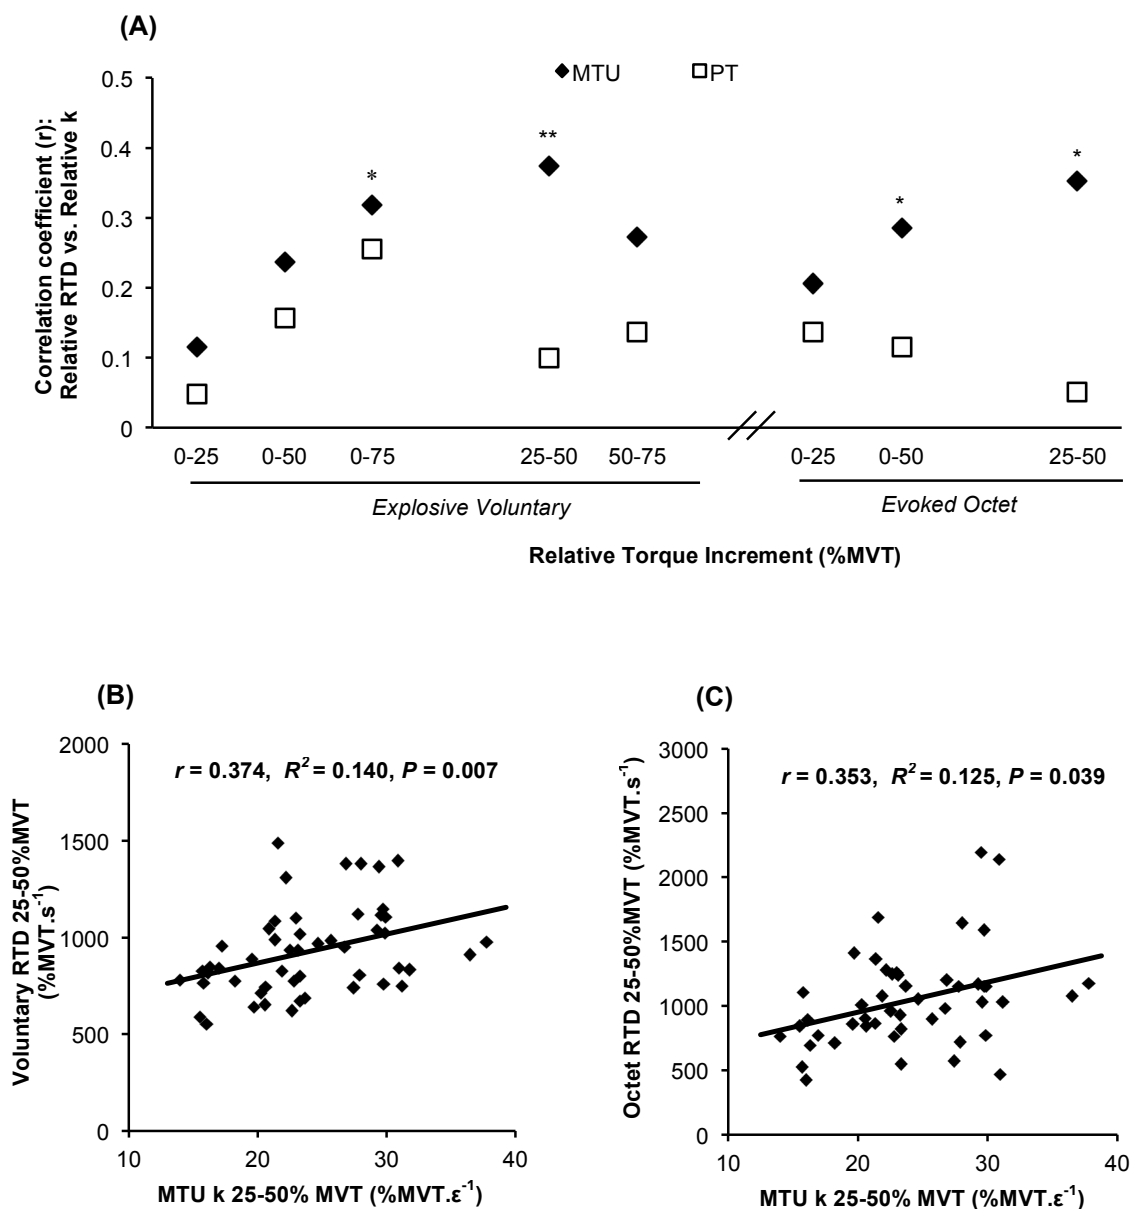 (A)
MTU PT
Correlation coefficient (r):
Relative RTD vs. Relative k
0.5
0.4
0.3
0.2
0.1
0
*
**
*
*
0-25 0-50 0-75 25-50 50-75 0-25 0-50 25-50
Explosive Voluntary Evoked Octet
Relative Torque Increment (%MVT)
(B)
Voluntary RTD 25-50%MVT
(%MVT.s⁻¹)
r = 0.374, R² = 0.140, P = 0.007
2000
1500
1000
500
0
10 20 30 40
MTU k 25-50% MVT (%MVT.ε⁻¹)
(C)
Octet RTD 25-50%MVT (%MVT.s⁻¹)
r = 0.353, R² = 0.125, P = 0.039
3000
2500
2000
1500
1000
500
0
10 20 30 40
MTU k 25-50% MVT (%MVT.ε⁻¹)